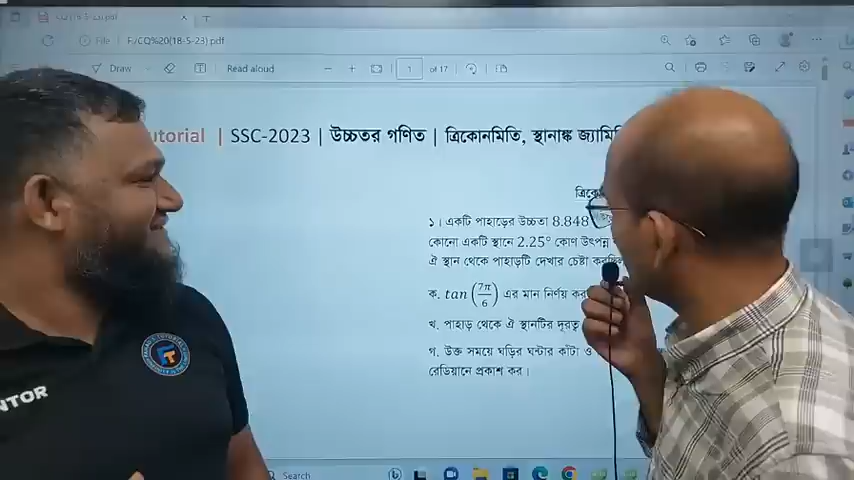 File | F:/CQ%20(18-5-23).pdf
Draw Read aloud 1 of 17
utorial | SSC-2023 | উচ্চতর গণিত | ত্রিকোনমিতি, স্থানাঙ্ক
১। একটি পাহাড়ের উচ্চতা 8.848
কোনো একটি স্থানে 2.25° কোণ উৎপন্ন
ঐ স্থান থেকে পাহাড়টি দেখার চেষ্টা
ক. tan (7π/6) এর মান নির্ণয় কর
খ. পাহাড় থেকে ঐ স্থানটির দূরত্ব
গ. উক্ত সময়ে ঘড়ির ঘন্টার কাঁটা ও
রেডিয়ানে প্রকাশ কর।
FT
NTOR
Search